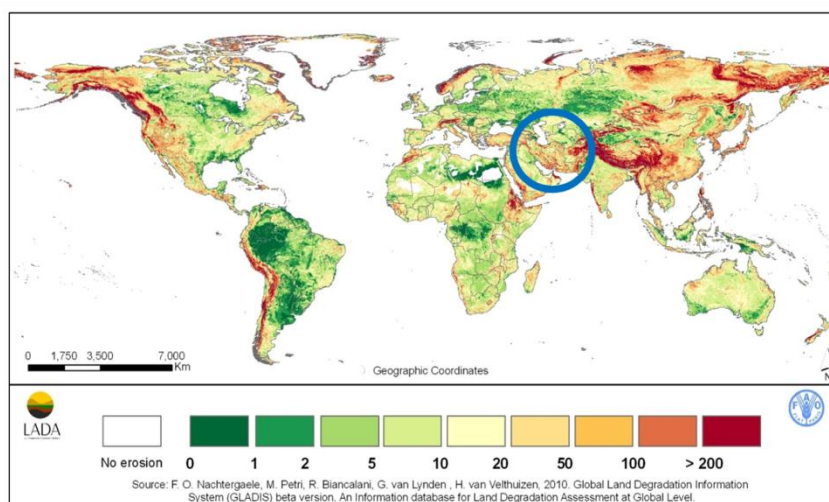 0 1,750 3,500 7,000
Km
Geographic Coordinates
N
LADA
F A O
No erosion 0 1 2 5 10 20 50 100 > 200
Source: F. O. Nachtergaele, M. Petri, R. Biancalani, G. van Lynden , H. van Velthuizen, 2010. Global Land Degradation Information
System (GLADIS) beta version. An Information database for Land Degradation Assessment at Global Level.